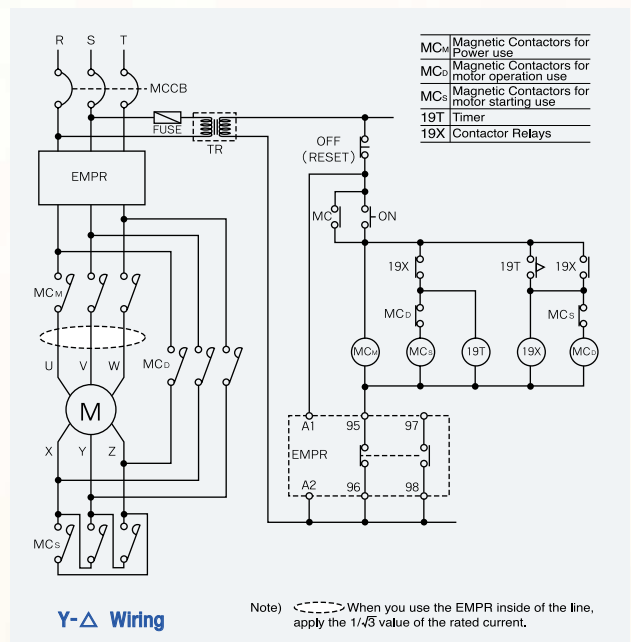 R S T
MCCB
FUSE
TR
EMPR
MCM
U V W
MCD
M
X Y Z
MCS
OFF
(RESET)
MC
ON
19X
19T
19X
MCD
MCS
MCM
MCS
19T
19X
MCD
A1
95
97
EMPR
A2
96
98
MCM Magnetic Contactors for
Power use
MCD Magnetic Contactors for
motor operation use
MCS Magnetic Contactors for
motor starting use
19T Timer
19X Contactor Relays
Y-△ Wiring
Note) When you use the EMPR inside of the line,
apply the 1/√3 value of the rated current.